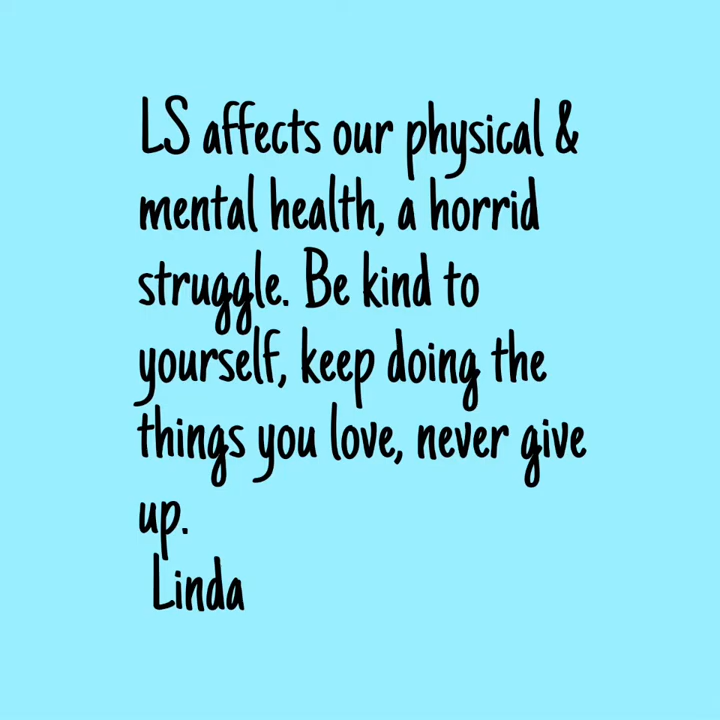 LS affects our physical &
mental health, a horrid
struggle. Be kind to
yourself, keep doing the
things you love, never give
up.
Linda